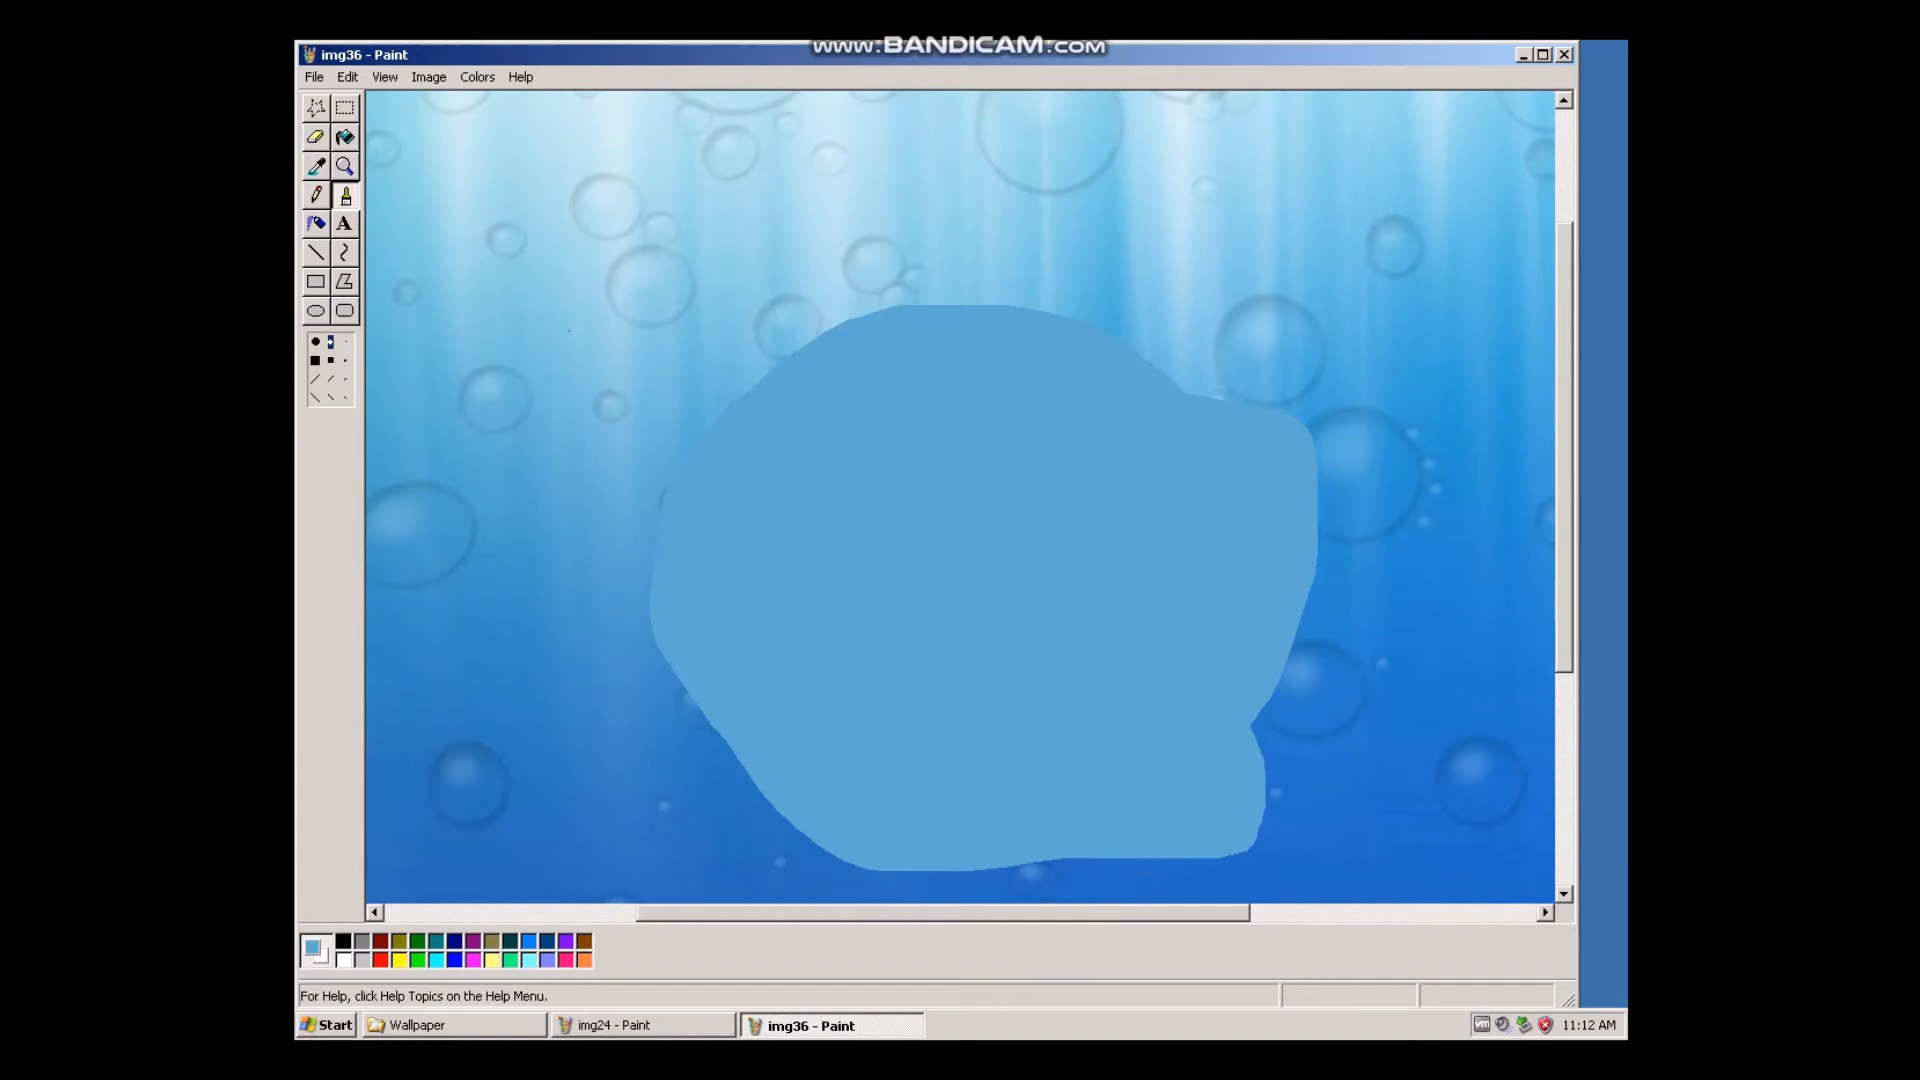 www.BANDICAM.com
img36 - Paint
File Edit View Image Colors Help
A
For Help, click Help Topics on the Help Menu.
Start Wallpaper img24 - Paint img36 - Paint vm 11:12 AM